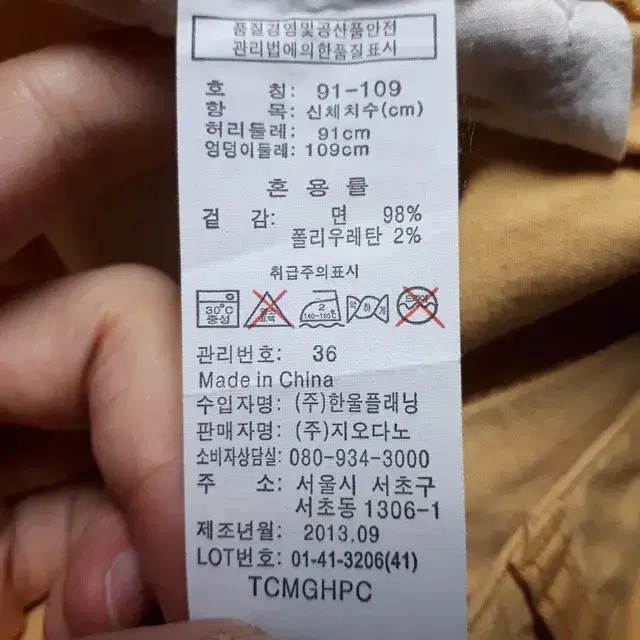 품질경영및공산품안전
관리법에의한품질표시
호 칭: 91-109
항 목: 신체치수(cm)
허리둘레: 91cm
엉덩이둘레: 109cm
혼용률
겉 감: 면 98%
폴리우레탄 2%
취급주의표시
30℃ 중성
2 140~160℃
약하게
관리번호: 36
Made in China
수입자명: (주)한울플래닝
판매자명: (주)지오다노
소비자상담실: 080-934-3000
주 소: 서울시 서초구
서초동 1306-1
제조년월: 2013.09
LOT번호: 01-41-3206(41)
TCMGHPC